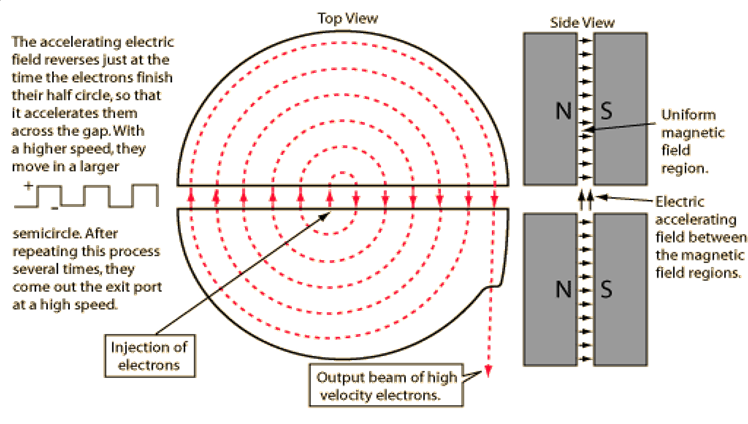 Top View
Side View
The accelerating electric
field reverses just at the
time the electrons finish
their half circle, so that
it accelerates them
across the gap. With
a higher speed, they
move in a larger
+
-
semicircle. After
repeating this process
several times, they
come out the exit port
at a high speed.
Injection of
electrons
Output beam of high
velocity electrons.
N S
Uniform
magnetic
field
region.
Electric
accelerating
field between
the magnetic
field regions.
N S